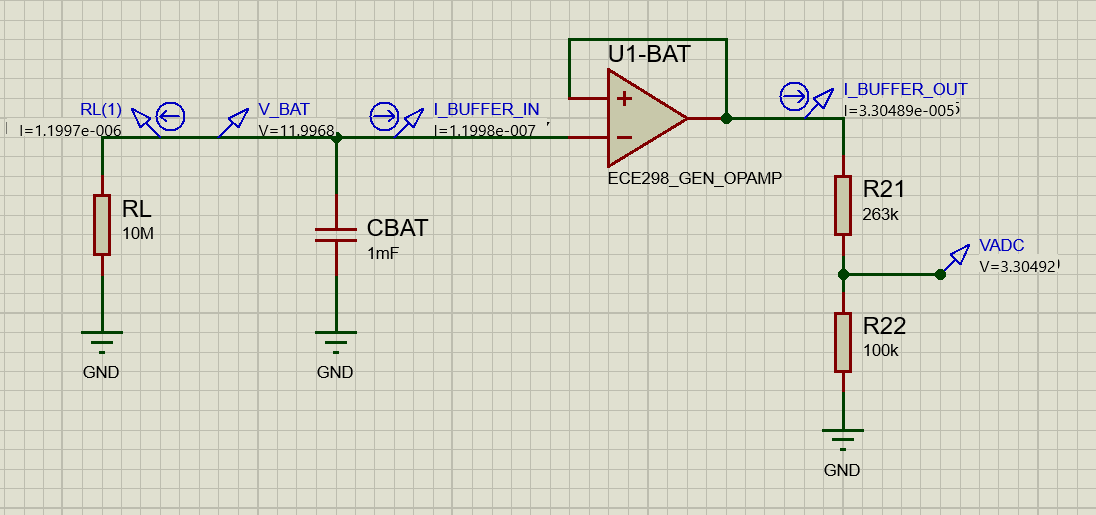 U1-BAT
RL(1)
I=1.1997e-006
V_BAT
V=11.9968
I_BUFFER_IN
I=1.1998e-007
I_BUFFER_OUT
I=3.30489e-005
+
−
ECE298_GEN_OPAMP
RL
10M
CBAT
1mF
R21
263k
VADC
V=3.30492
R22
100k
GND
GND
GND